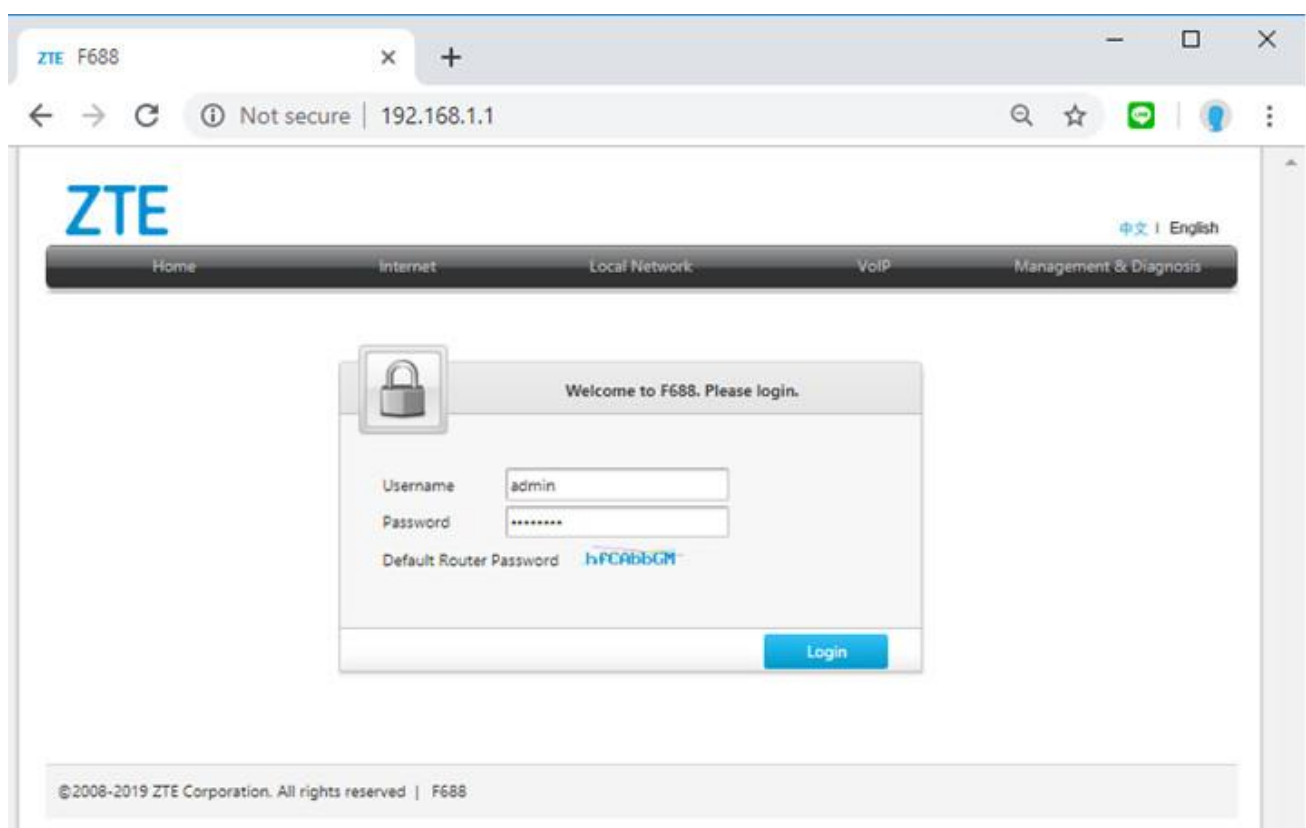 ZTE F688
Not secure | 192.168.1.1
ZTE
中文 | English
Home Internet Local Network VoIP Management & Diagnosis
Welcome to F688. Please login.
Username admin
Password ••••••••
Default Router Password hfCAbbGM
Login
©2008-2019 ZTE Corporation. All rights reserved | F688